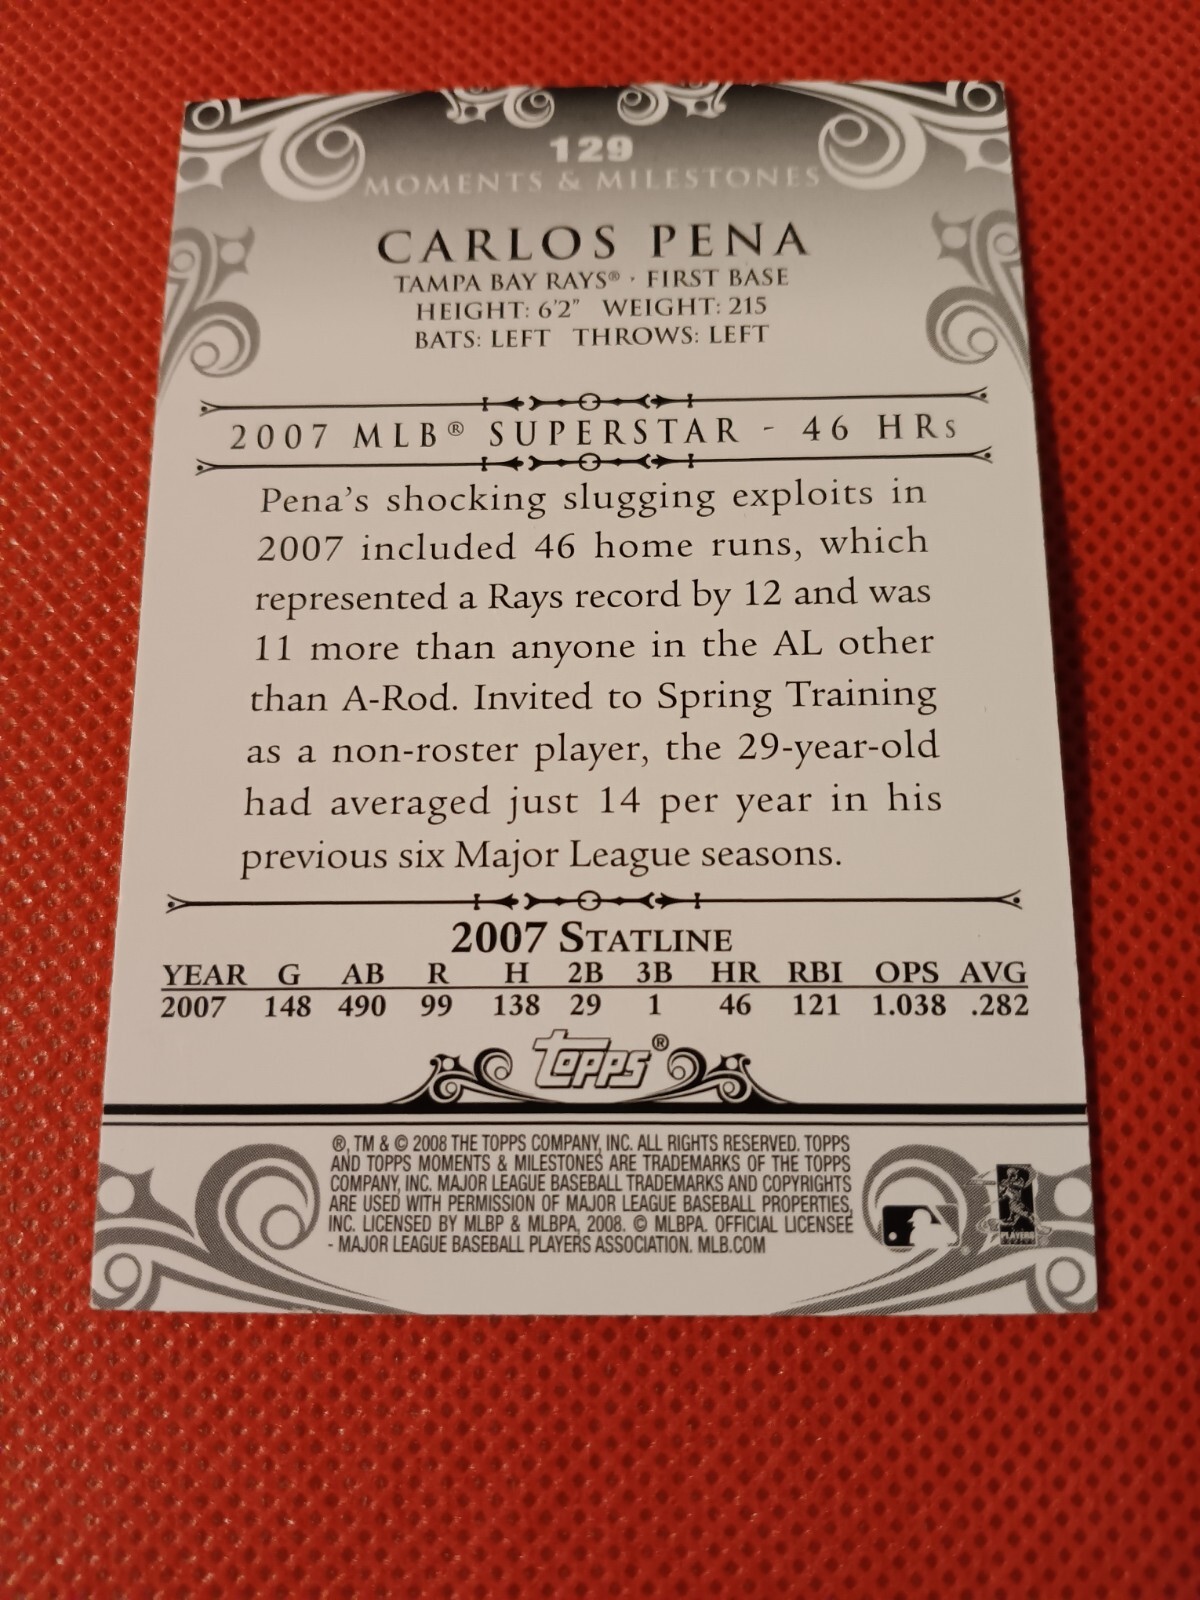 129
MOMENTS & MILESTONES
CARLOS PENA
TAMPA BAY RAYS® · FIRST BASE
HEIGHT: 6'2" WEIGHT: 215
BATS: LEFT THROWS: LEFT
2007 MLB® SUPERSTAR - 46 HRs
Pena's shocking slugging exploits in
2007 included 46 home runs, which
represented a Rays record by 12 and was
11 more than anyone in the AL other
than A-Rod. Invited to Spring Training
as a non-roster player, the 29-year-old
had averaged just 14 per year in his
previous six Major League seasons.
2007 STATLINE
YEAR G AB R H 2B 3B HR RBI OPS AVG
2007 148 490 99 138 29 1 46 121 1.038 .282
Topps®
®, TM & © 2008 THE TOPPS COMPANY, INC. ALL RIGHTS RESERVED. TOPPS
AND TOPPS MOMENTS & MILESTONES ARE TRADEMARKS OF THE TOPPS
COMPANY, INC. MAJOR LEAGUE BASEBALL TRADEMARKS AND COPYRIGHTS
ARE USED WITH PERMISSION OF MAJOR LEAGUE BASEBALL PROPERTIES,
INC. LICENSED BY MLBP & MLBPA, 2008. © MLBPA. OFFICIAL LICENSEE
- MAJOR LEAGUE BASEBALL PLAYERS ASSOCIATION. MLB.COM
PLAYERS